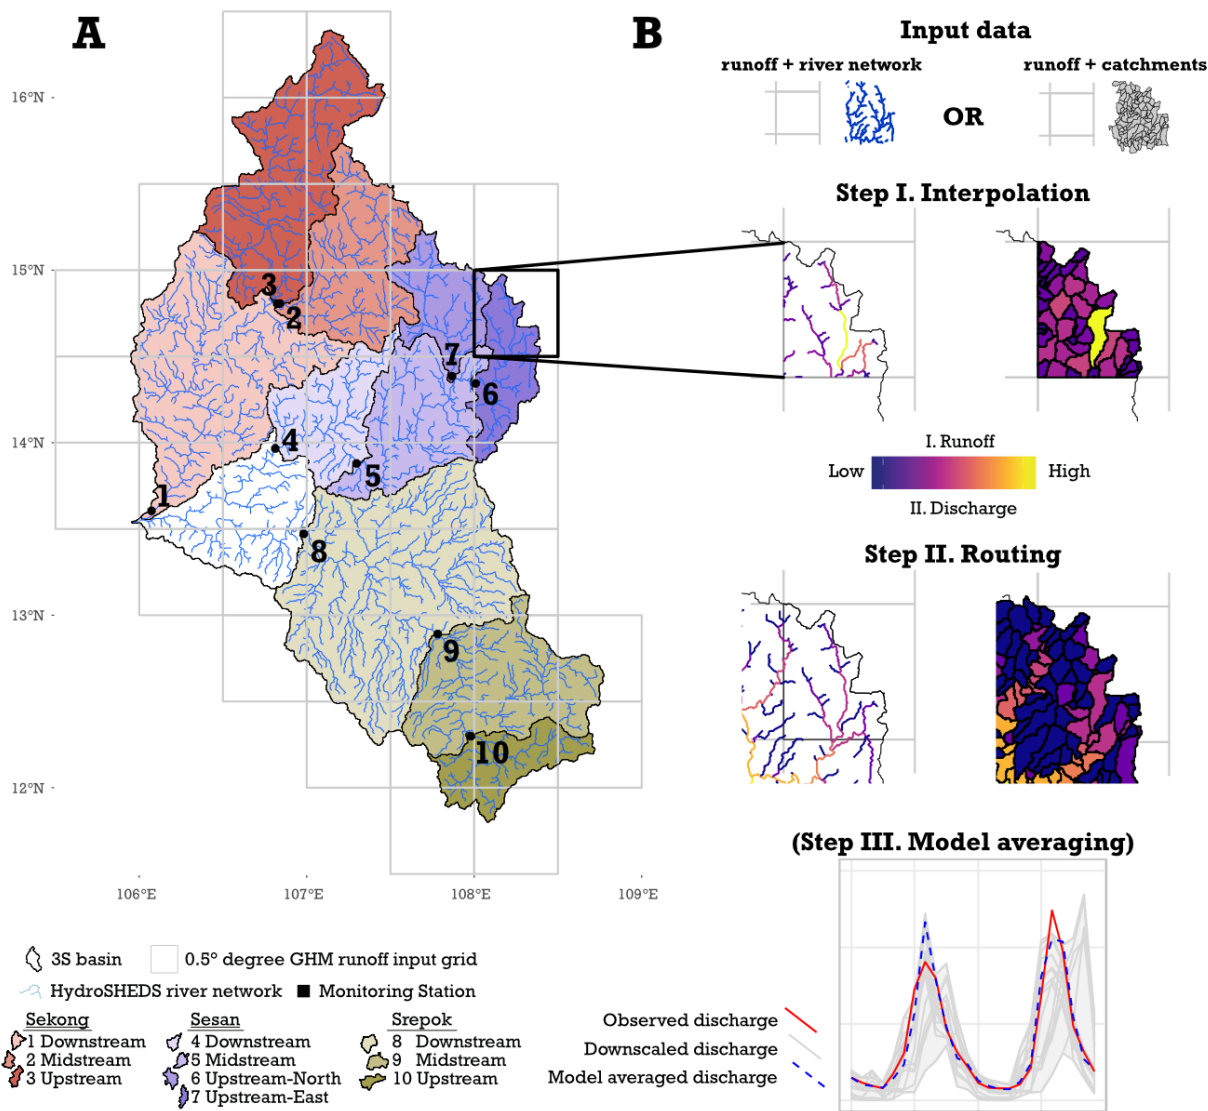 A
16°N
15°N
14°N
13°N
12°N
106°E
107°E
108°E
109°E
3
2
7
6
4
5
1
8
9
10
3S basin
0.5° degree GHM runoff input grid
HydroSHEDS river network
Monitoring Station
Sekong
1 Downstream
2 Midstream
3 Upstream
Sesan
4 Downstream
5 Midstream
6 Upstream-North
7 Upstream-East
Srepok
8 Downstream
9 Midstream
10 Upstream
B
Input data
runoff + river network
OR
runoff + catchments
Step I. Interpolation
I. Runoff
Low
High
II. Discharge
Step II. Routing
(Step III. Model averaging)
Observed discharge
Downscaled discharge
Model averaged discharge